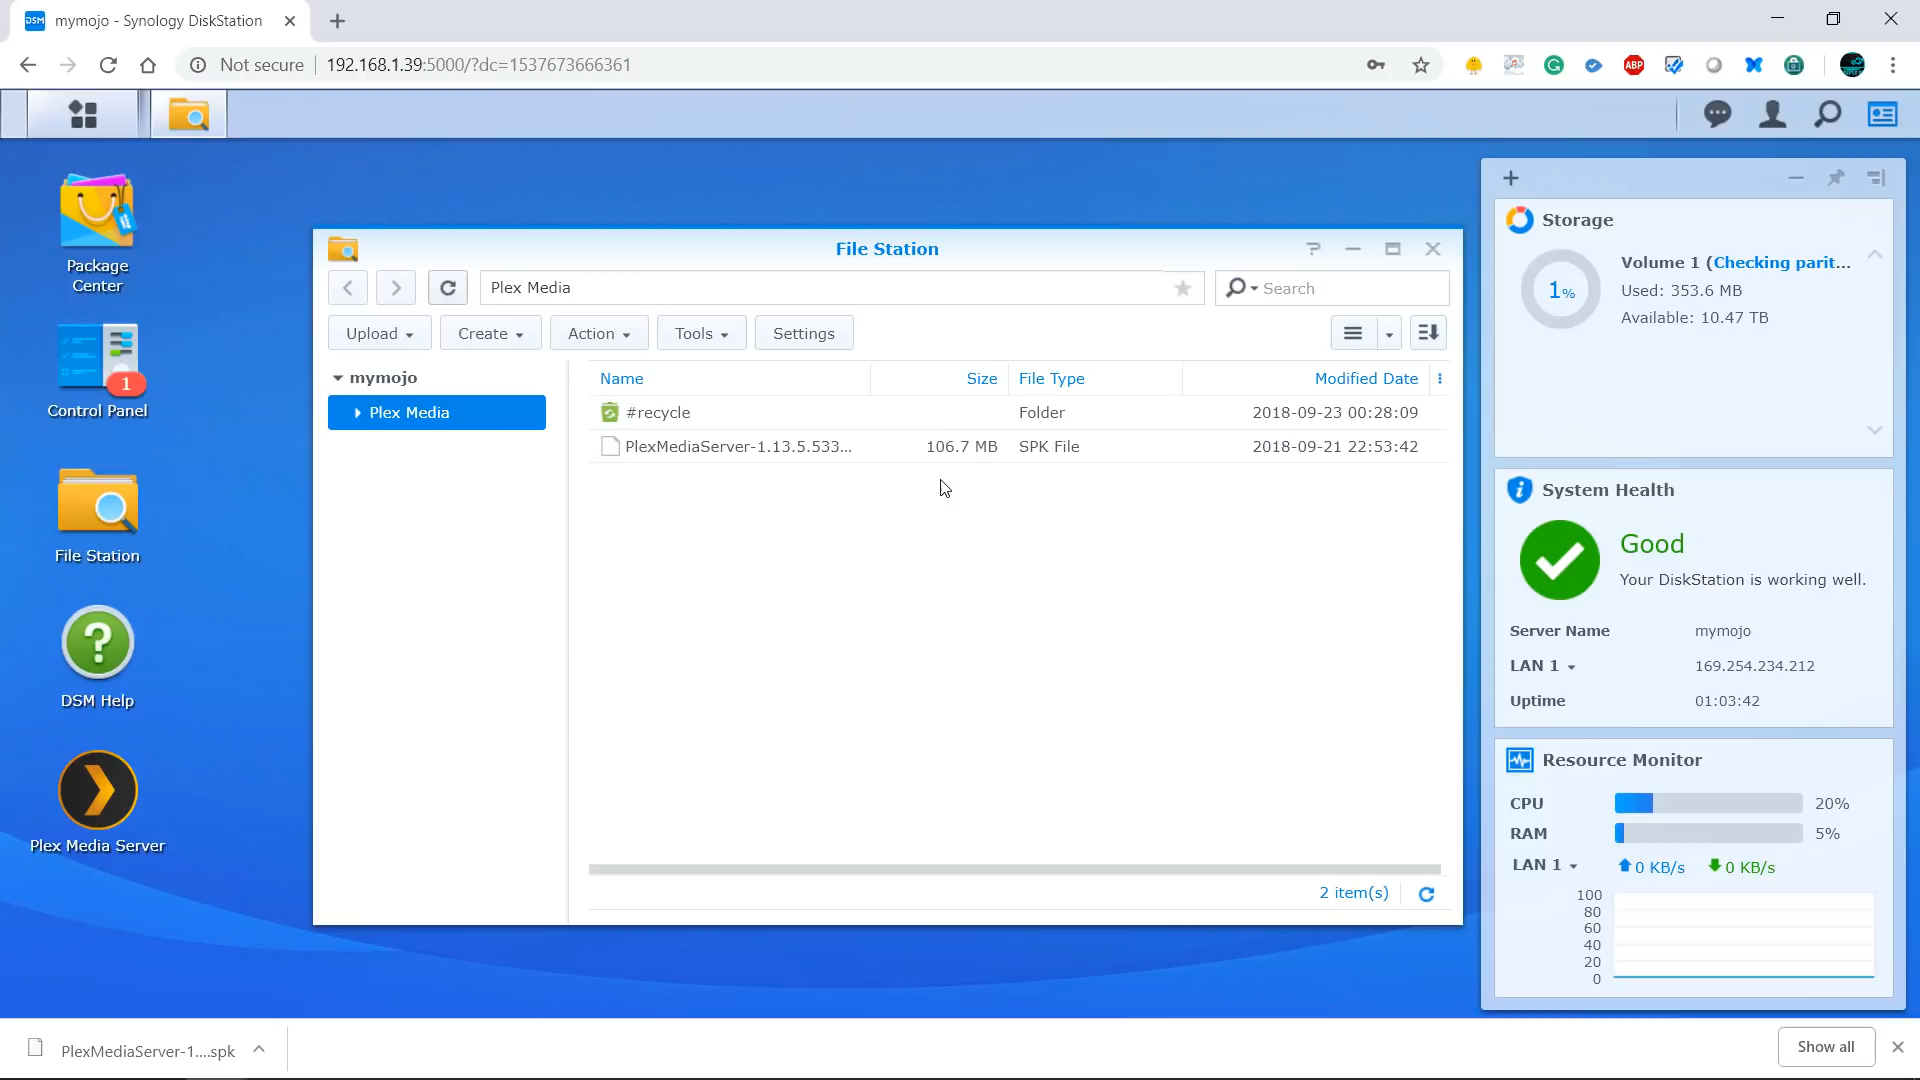 DSM
mymojo - Synology DiskStation
Not secure
192.168.1.39:5000/?dc=1537673666361
ABP
Package
Center
1
Control Panel
File Station
DSM Help
Plex Media Server
File Station
Plex Media
Search
Upload
Create
Action
Tools
Settings
mymojo
Plex Media
Name Size File Type Modified Date
#recycle Folder 2018-09-23 00:28:09
PlexMediaServer-1.13.5.533... 106.7 MB SPK File 2018-09-21 22:53:42
2 item(s)
Storage
1%
Volume 1 (Checking parit...
Used: 353.6 MB
Available: 10.47 TB
System Health
Good
Your DiskStation is working well.
Server Name mymojo
LAN 1 169.254.234.212
Uptime 01:03:42
Resource Monitor
CPU 20%
RAM 5%
LAN 1 0 KB/s 0 KB/s
100
80
60
40
20
0
PlexMediaServer-1....spk
Show all